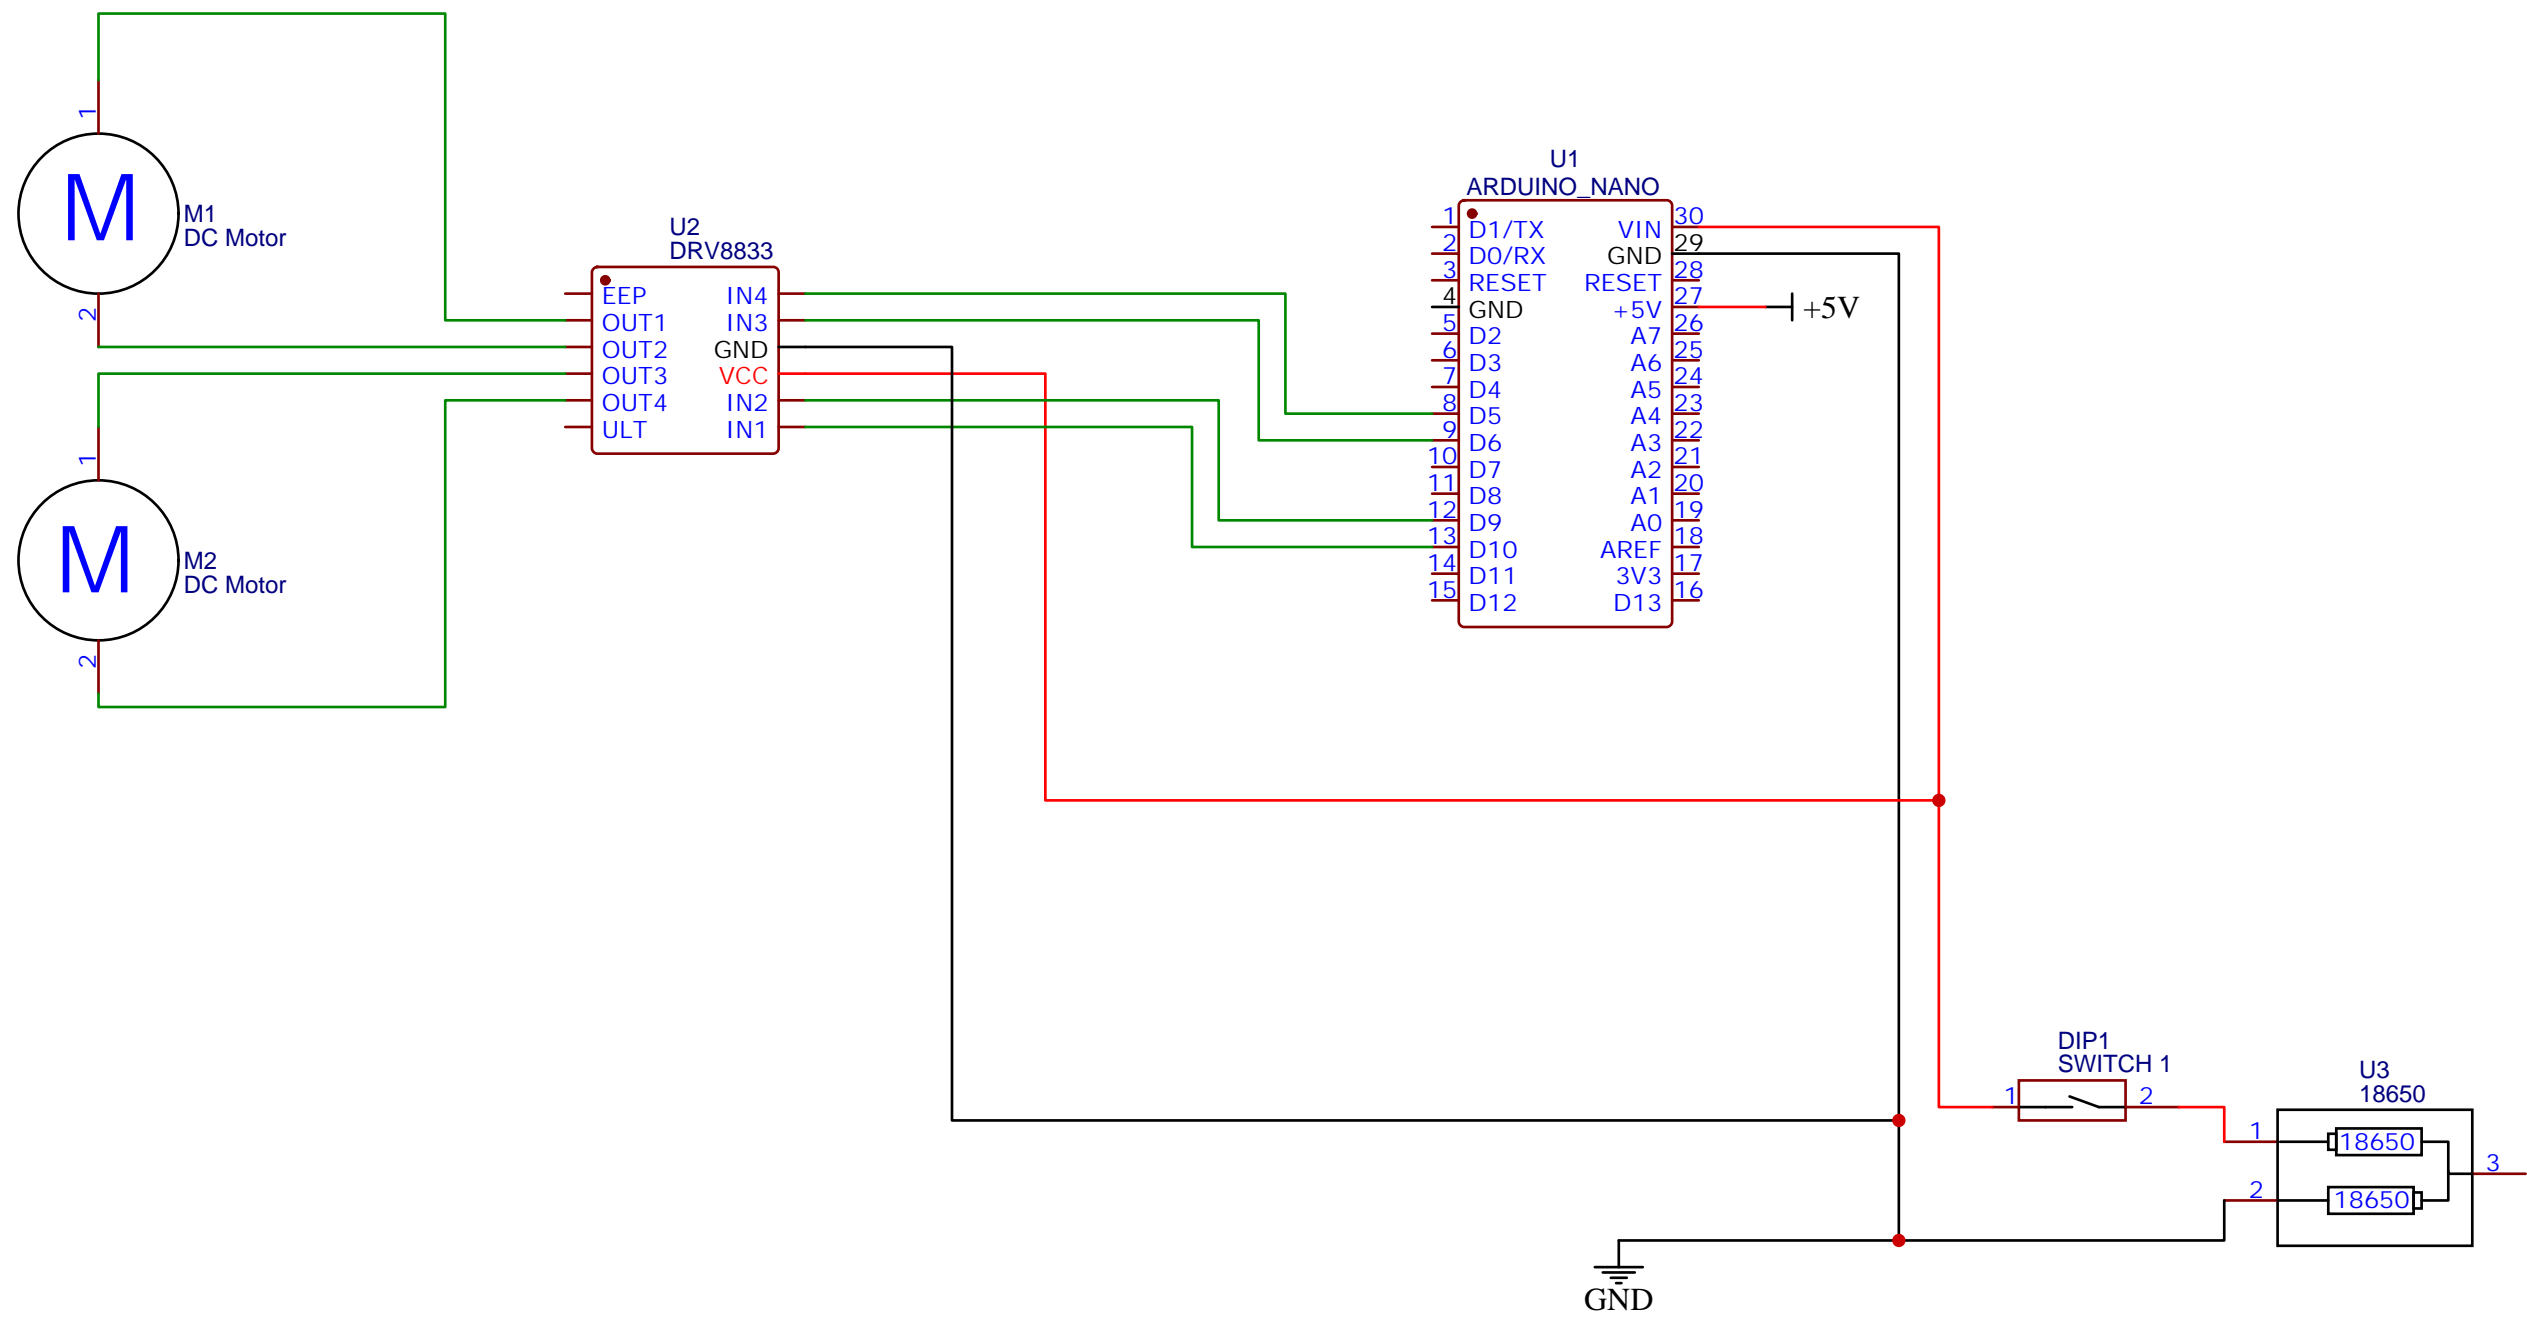 1
M
M1
DC Motor
2
1
M
M2
DC Motor
2
U2
DRV8833
EEP
OUT1
OUT2
OUT3
OUT4
ULT
IN4
IN3
GND
VCC
IN2
IN1
U1
ARDUINO_NANO
1 D1/TX
2 D0/RX
3 RESET
4 GND
5 D2
6 D3
7 D4
8 D5
9 D6
10 D7
11 D8
12 D9
13 D10
14 D11
15 D12
VIN 30
GND 29
RESET 28
+5V 27
A7 26
A6 25
A5 24
A4 23
A3 22
A2 21
A1 20
A0 19
AREF 18
3V3 17
D13 16
+5V
DIP1
SWITCH 1
1 2
U3
18650
1 18650
3
2 18650
GND